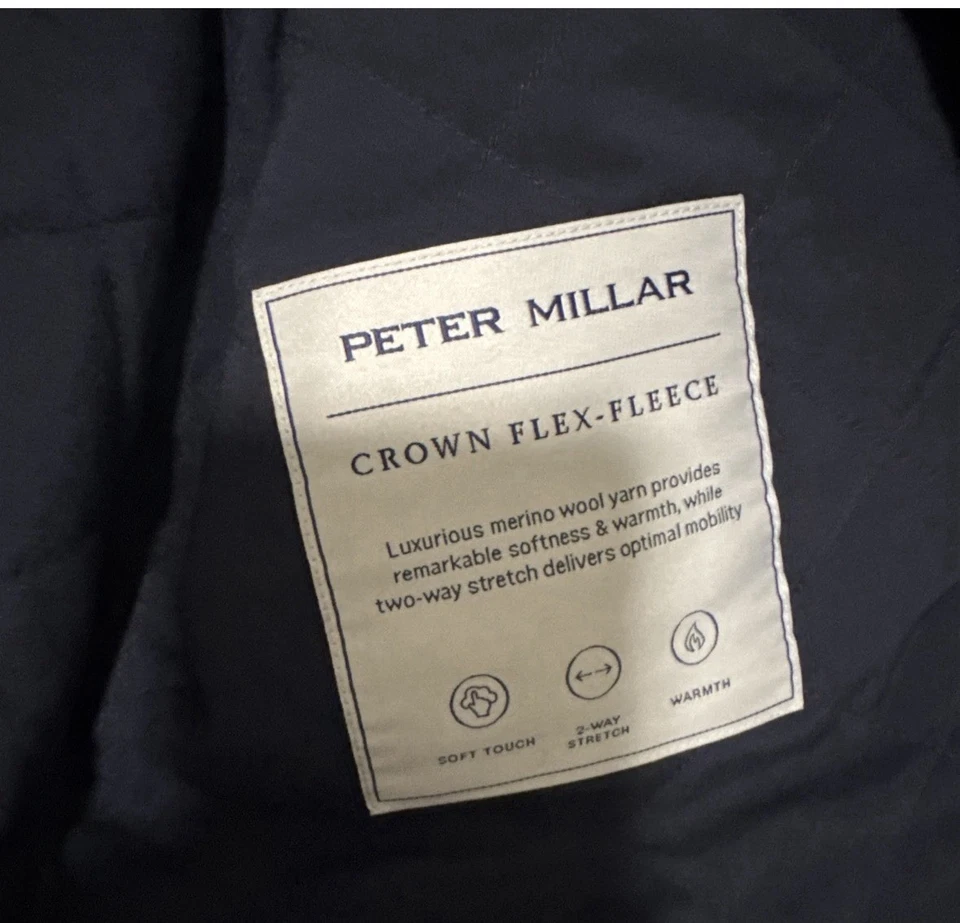 PETER MILLAR
CROWN FLEX-FLEECE
Luxurious merino wool yarn provides
remarkable softness & warmth, while
two-way stretch delivers optimal mobility
SOFT TOUCH
2-WAY
STRETCH
WARMTH